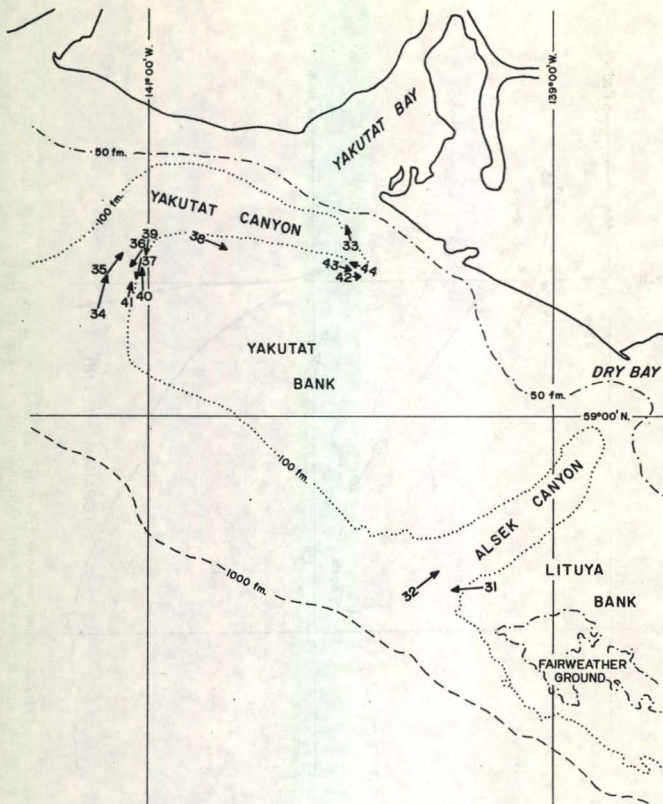 141°00'W.
139°00'W.
YAKUTAT BAY
50 fm.
100 fm.
YAKUTAT CANYON
39
36
38
33
37
35
43
44
42
41
40
34
YAKUTAT
BANK
DRY BAY
50 fm.
59°00'N.
100 fm.
ALSEK CANYON
1000 fm.
LITUYA
BANK
32
31
FAIRWEATHER
GROUND